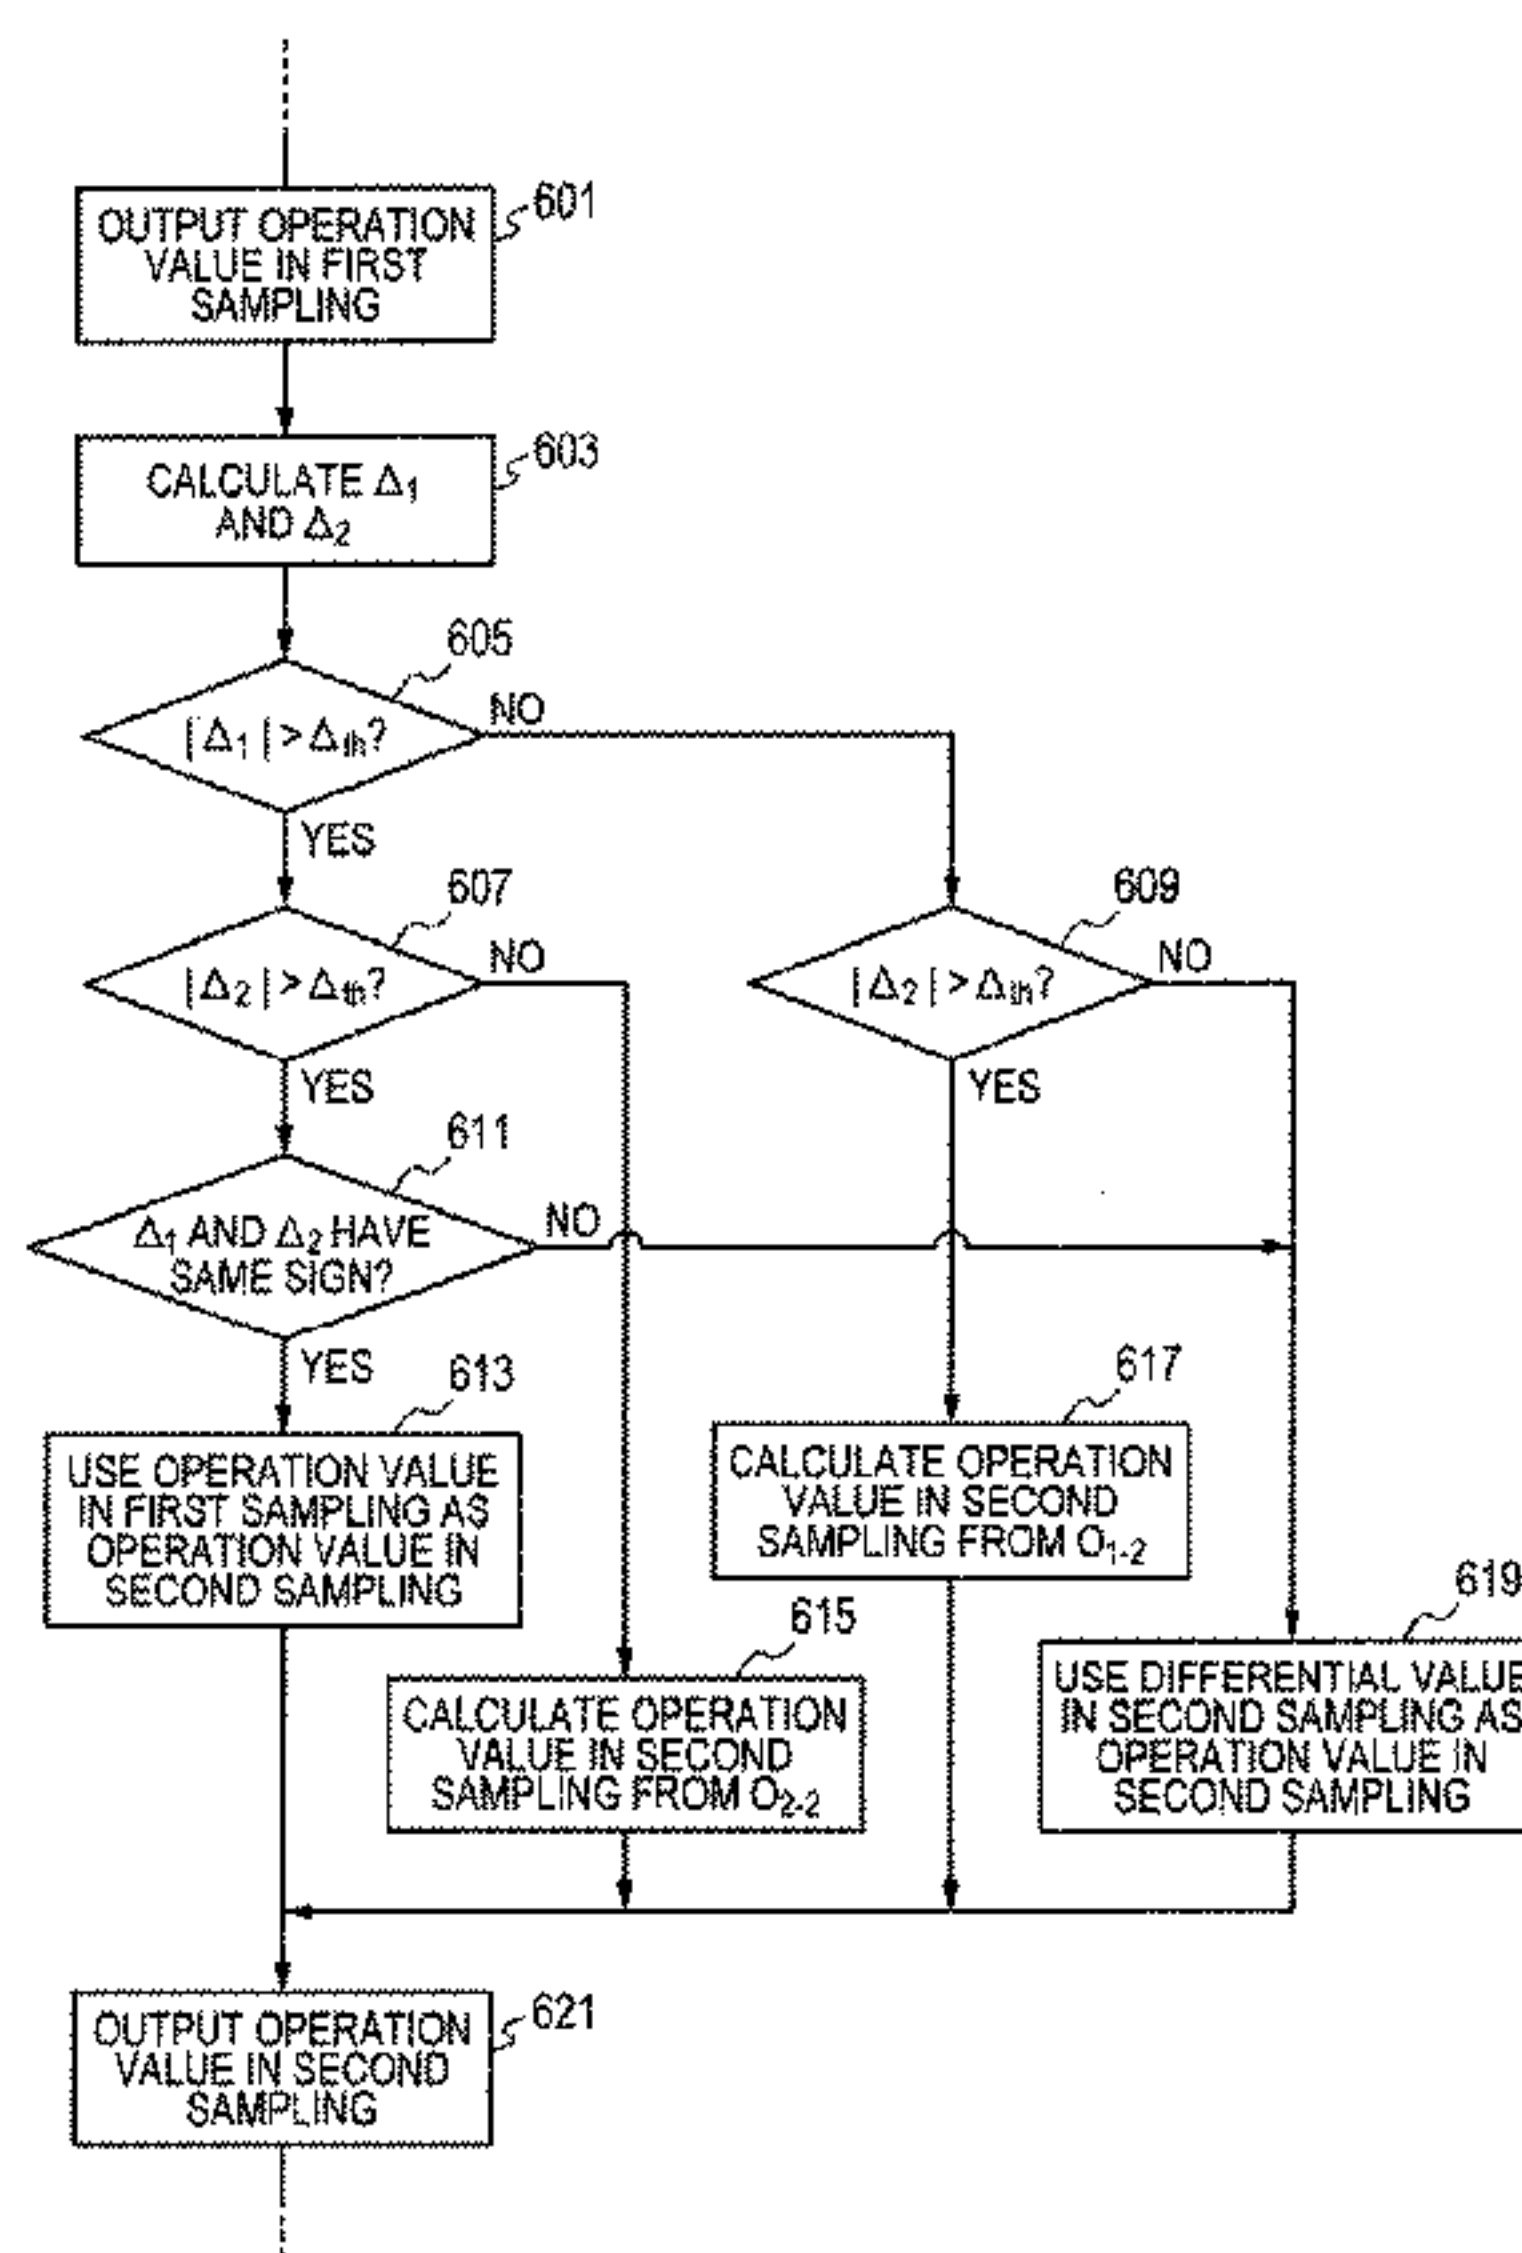 OUTPUT OPERATION
VALUE IN FIRST
SAMPLING
601
CALCULATE Δ1
AND Δ2
603
605
| Δ1 | > Δth?
NO
YES
607
| Δ2 | > Δth?
NO
YES
609
| Δ2 | > Δth?
NO
YES
611
Δ1 AND Δ2 HAVE
SAME SIGN?
NO
YES
613
USE OPERATION VALUE
IN FIRST SAMPLING AS
OPERATION VALUE IN
SECOND SAMPLING
617
CALCULATE OPERATION
VALUE IN SECOND
SAMPLING FROM O1-2
615
CALCULATE OPERATION
VALUE IN SECOND
SAMPLING FROM O2-2
619
USE DIFFERENTIAL VALUE
IN SECOND SAMPLING AS
OPERATION VALUE IN
SECOND SAMPLING
OUTPUT OPERATION
VALUE IN SECOND
SAMPLING
621